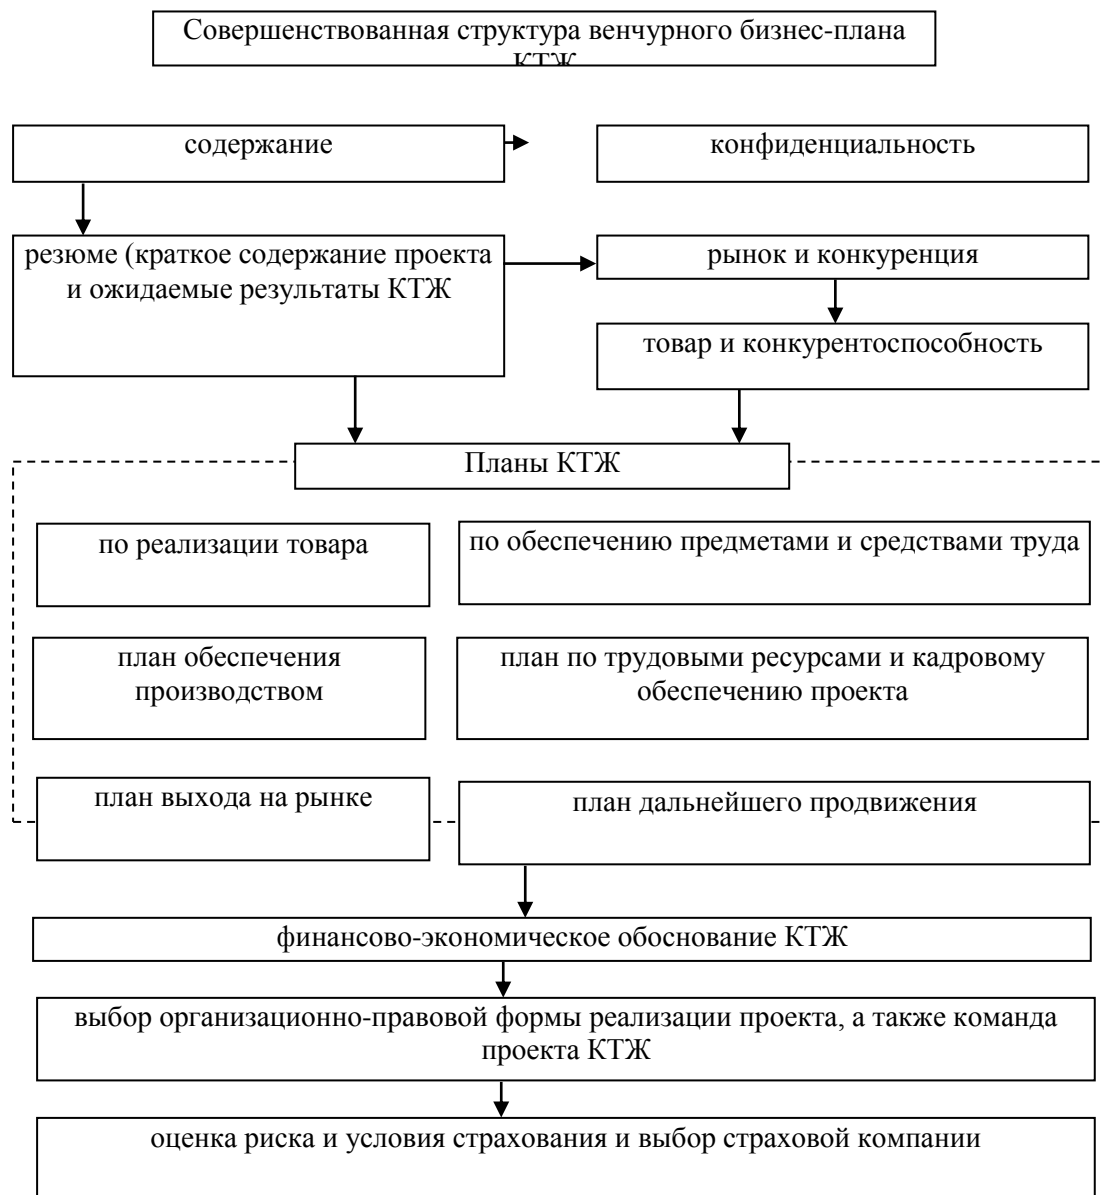 Совершенствованная структура венчурного бизнес-плана
КТЖ
содержание
конфиденциальность
резюме (краткое содержание проекта
и ожидаемые результаты КТЖ
рынок и конкуренция
товар и конкурентоспособность
Планы КТЖ
по реализации товара
по обеспечению предметами и средствами труда
план обеспечения
производством
план по трудовыми ресурсами и кадровому
обеспечению проекта
план выхода на рынке
план дальнейшего продвижения
финансово-экономическое обоснование КТЖ
выбор организационно-правовой формы реализации проекта, а также команда
проекта КТЖ
оценка риска и условия страхования и выбор страховой компании